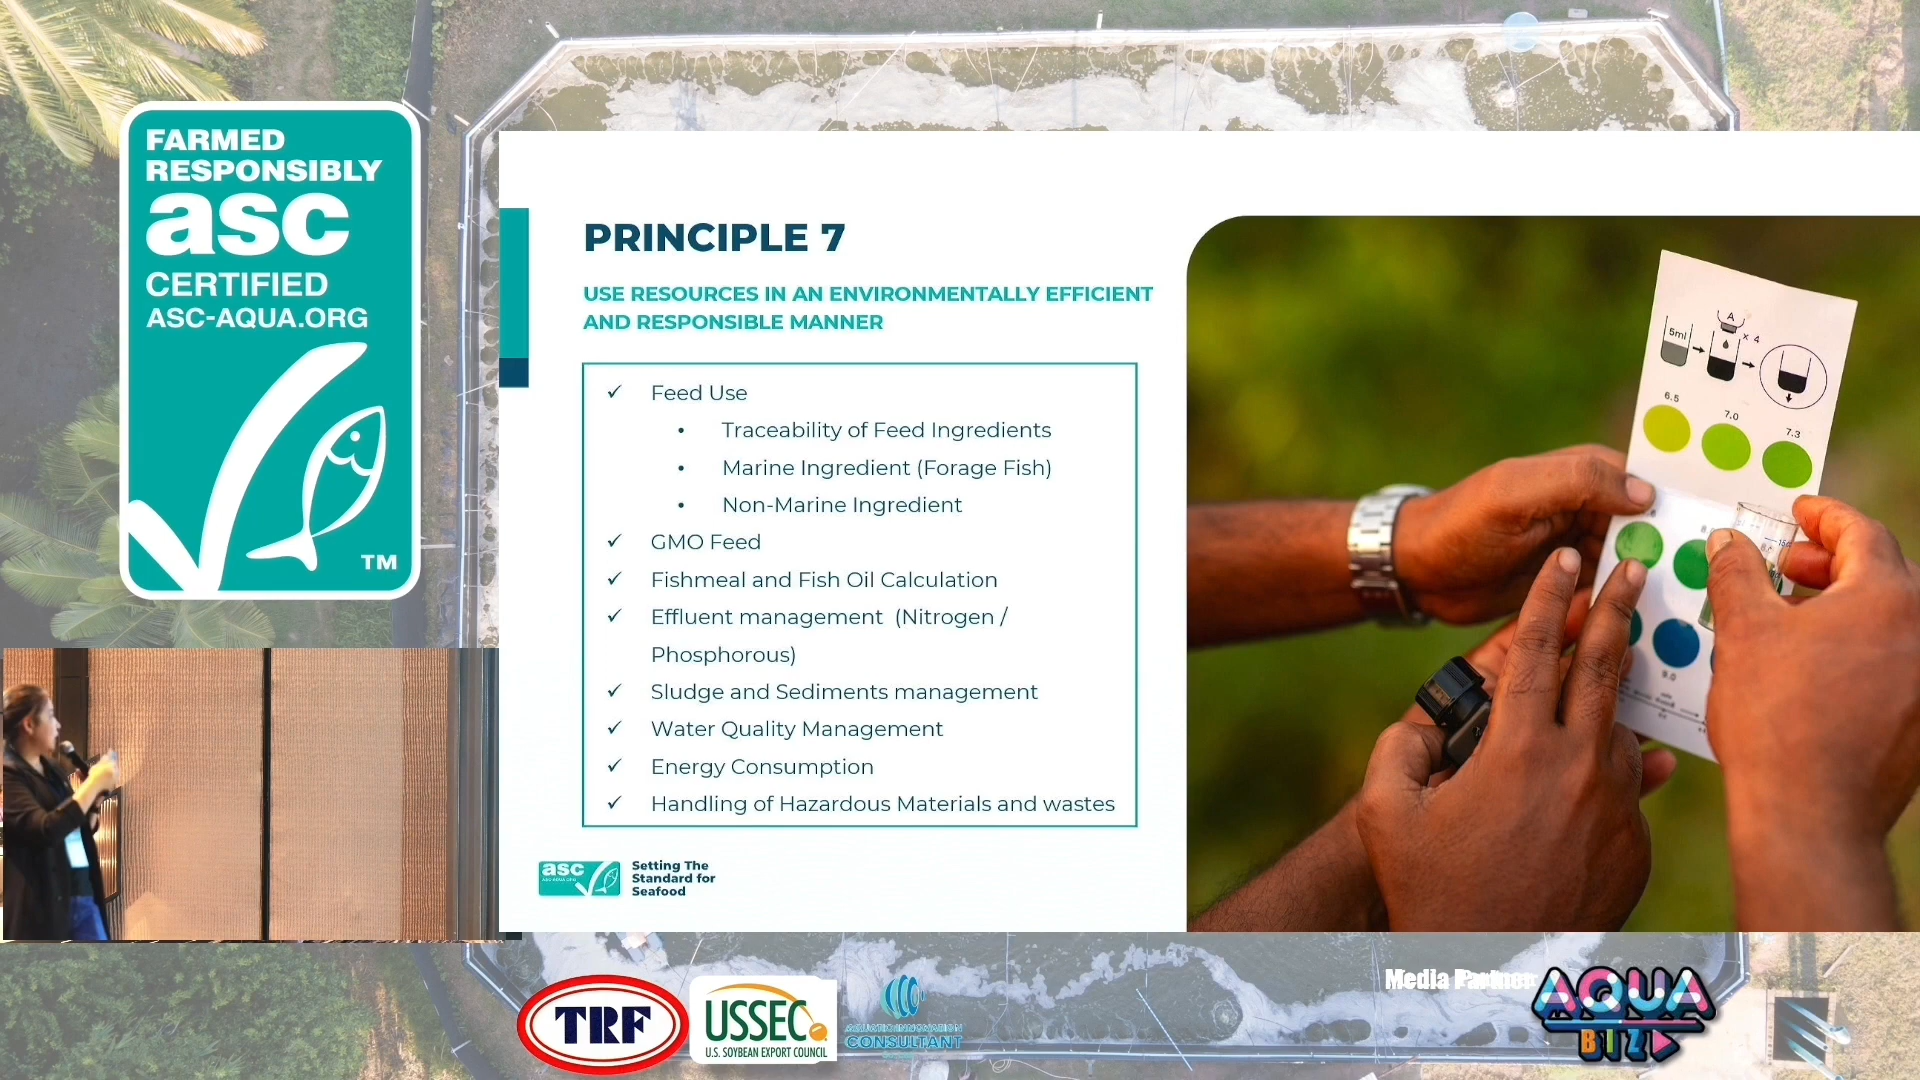 FARMED
RESPONSIBLY
asc
CERTIFIED
ASC-AQUA.ORG
TM
PRINCIPLE 7
USE RESOURCES IN AN ENVIRONMENTALLY EFFICIENT
AND RESPONSIBLE MANNER
✓ Feed Use
• Traceability of Feed Ingredients
• Marine Ingredient (Forage Fish)
• Non-Marine Ingredient
✓ GMO Feed
✓ Fishmeal and Fish Oil Calculation
✓ Effluent management (Nitrogen /
Phosphorous)
✓ Sludge and Sediments management
✓ Water Quality Management
✓ Energy Consumption
✓ Handling of Hazardous Materials and wastes
asc
Setting The
Standard for
Seafood
A
5ml
x 4
6.5
7.0
7.3
9.0
TRF
USSEC
U.S. SOYBEAN EXPORT COUNCIL
CONSULTANT
Media Partner
AQUA
BIZ